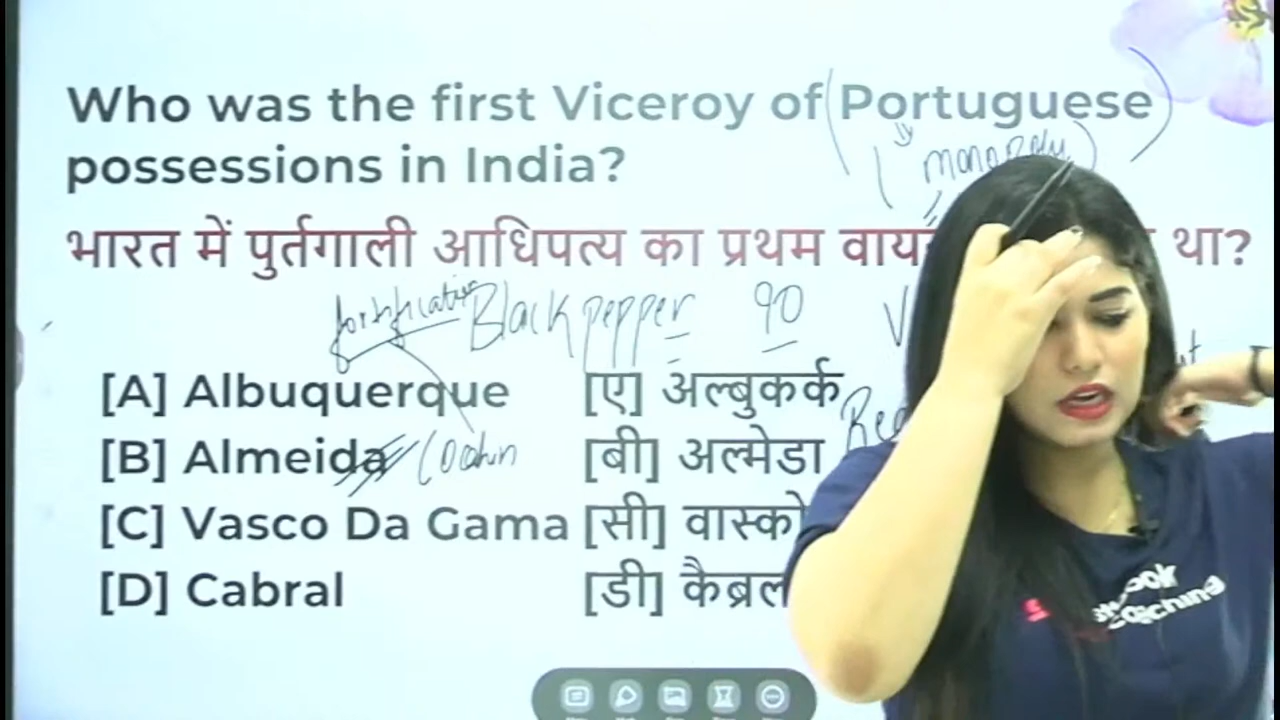 Who was the first Viceroy of (Portuguese)
monopoly)
possessions in India?
भारत में पुर्तगाली आधिपत्य का प्रथम था?
fortification Black pepper 90 V
[A] Albuquerque [ए] अल्बुकर्क
[B] Almeida Cochin [बी] अल्मेडा
[C] Vasco Da Gama [सी] वास्को
[D] Cabral [डी] कैब्रल